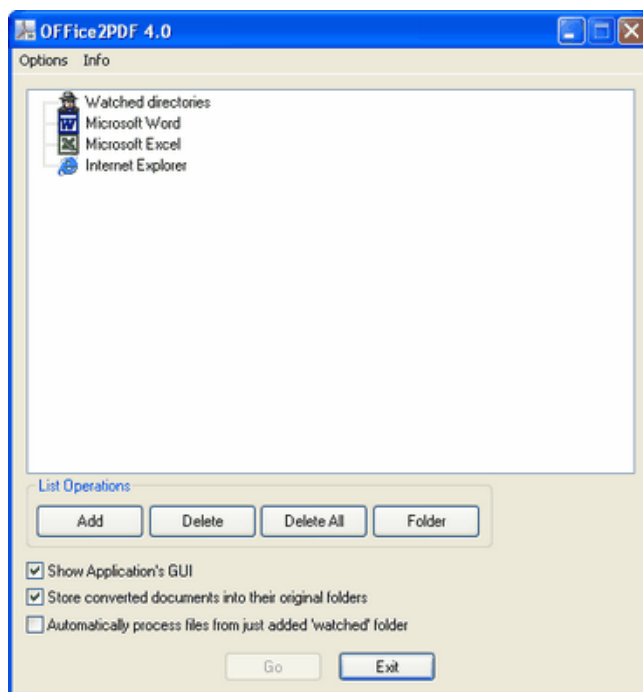 OFFice2PDF 4.0
Options Info
Watched directories
Microsoft Word
Microsoft Excel
Internet Explorer
List Operations
Add Delete Delete All Folder
Show Application's GUI
Store converted documents into their original folders
Automatically process files from just added 'watched' folder
Go Exit